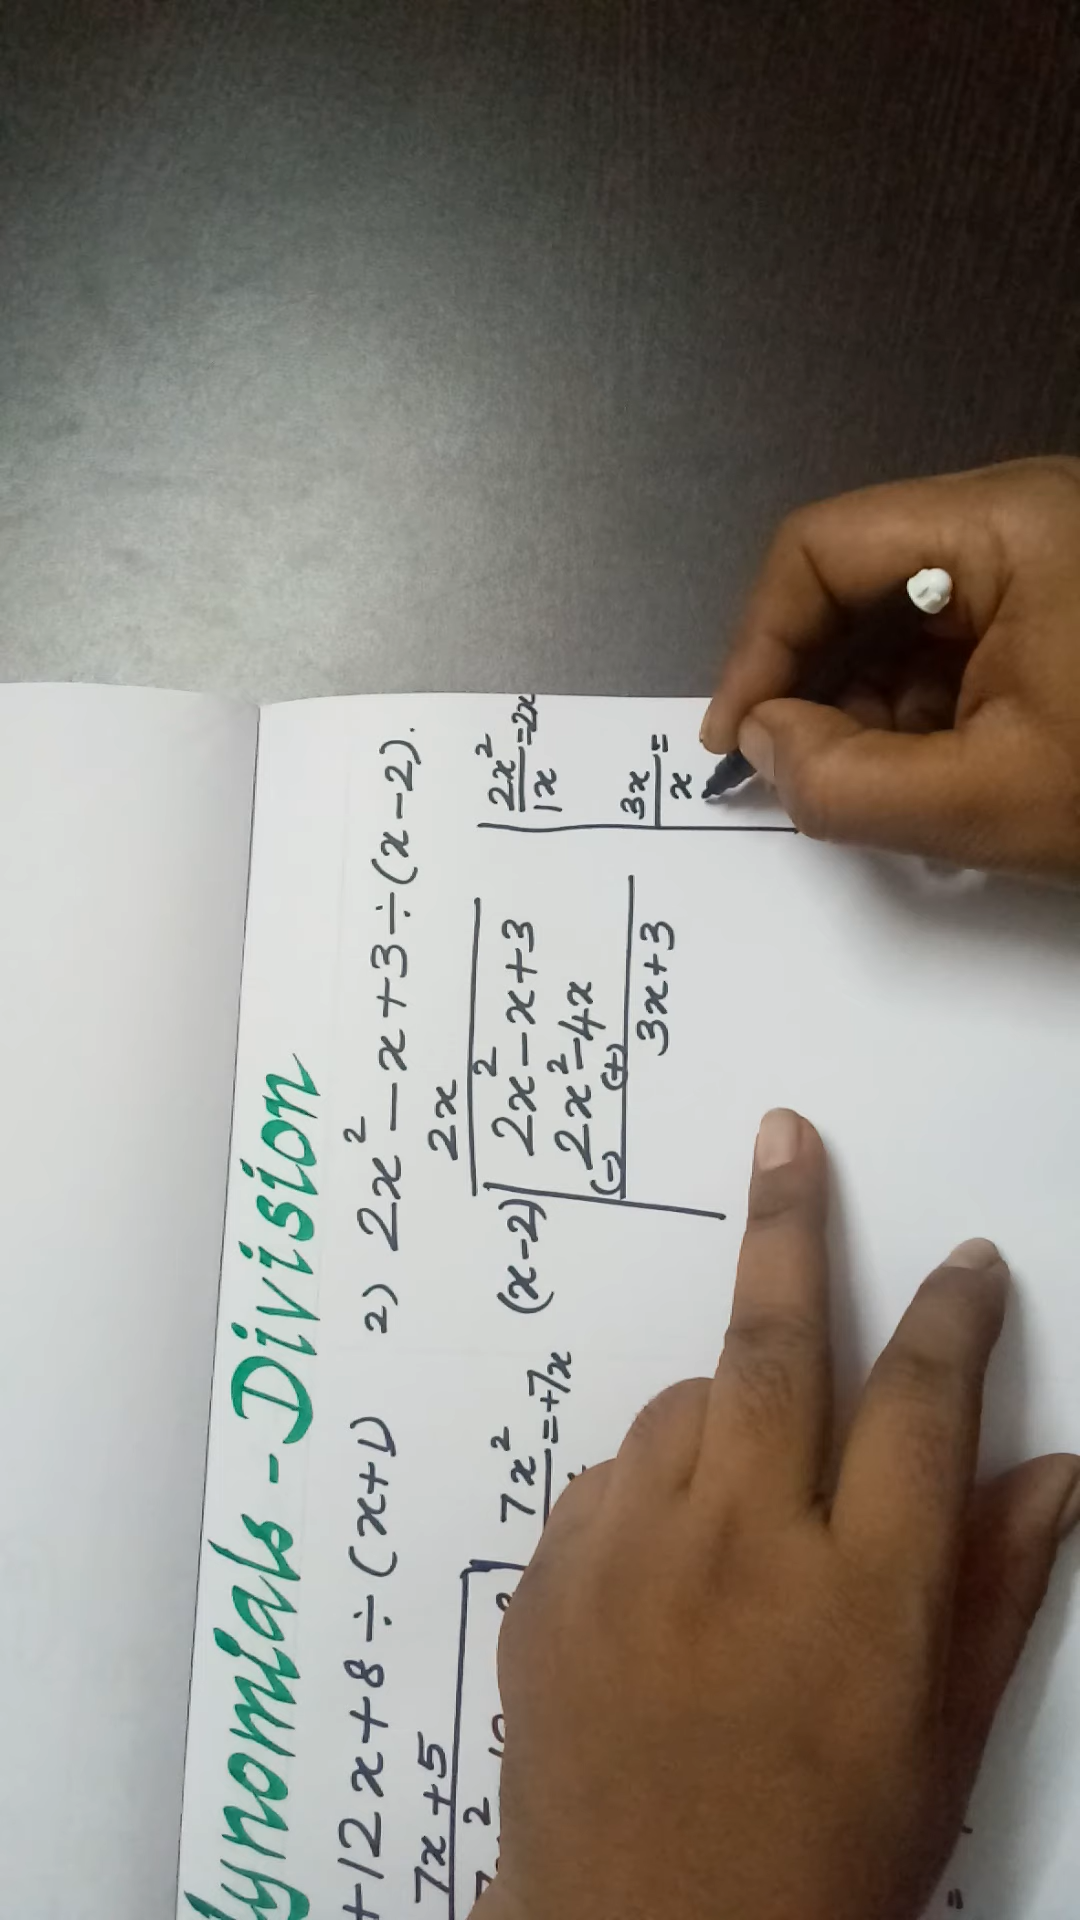 lynomials - Division
+12x+8÷(x+1)
7x+5
7x²
=+7x
2) 2x²-x+3÷(x-2).
2x
(x-2) 2x²-x+3
2x²-4x
(-) (+)
3x+3
2x²/1x=2x
3x/x=
=